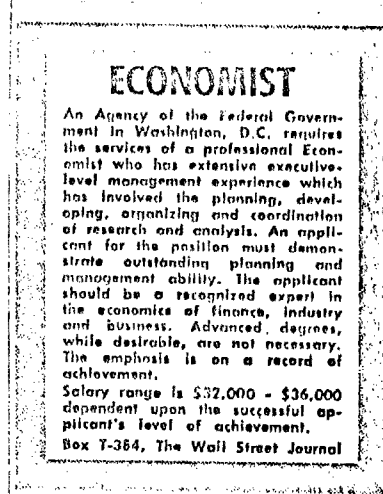 ECONOMIST
An Agency of the Federal Govern-
ment in Washington, D.C. requires
the services of a professional Econ-
omist who has extensive executive-
level management experience which
has involved the planning, devel-
oping, organizing and coordination
of research and analysis. An appli-
cant for the position must demon-
strate outstanding planning and
management ability. The applicant
should be a recognized expert in
the economics of finance, industry
and business. Advanced degrees,
while desirable, are not necessary.
The emphasis is on a record of
achievement.
Salary range is $32,000 - $36,000
dependent upon the successful ap-
plicant's level of achievement.
Box T-364, The Wall Street Journal